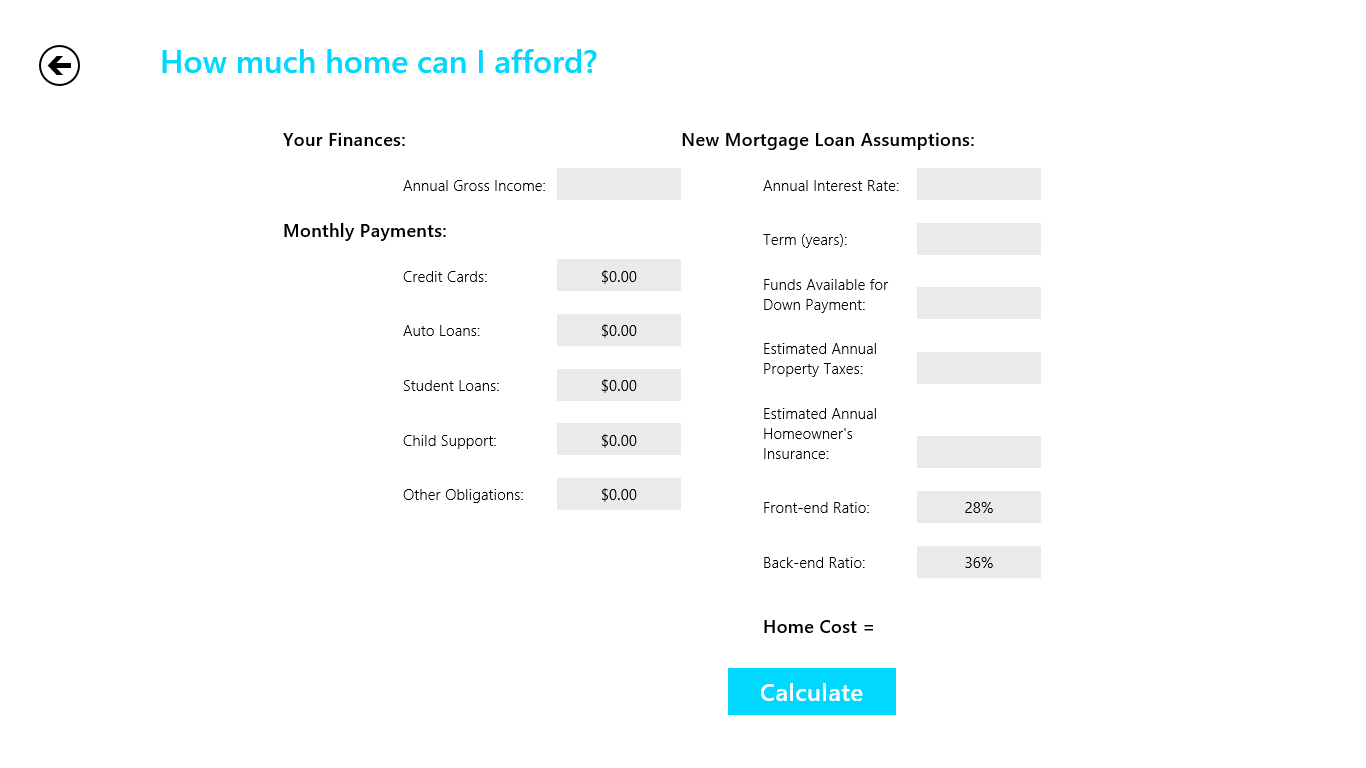 How much home can I afford?
Your Finances:
Annual Gross Income:
Monthly Payments:
Credit Cards: $0.00
Auto Loans: $0.00
Student Loans: $0.00
Child Support: $0.00
Other Obligations: $0.00
New Mortgage Loan Assumptions:
Annual Interest Rate:
Term (years):
Funds Available for
Down Payment:
Estimated Annual
Property Taxes:
Estimated Annual
Homeowner's
Insurance:
Front-end Ratio: 28%
Back-end Ratio: 36%
Home Cost =
Calculate